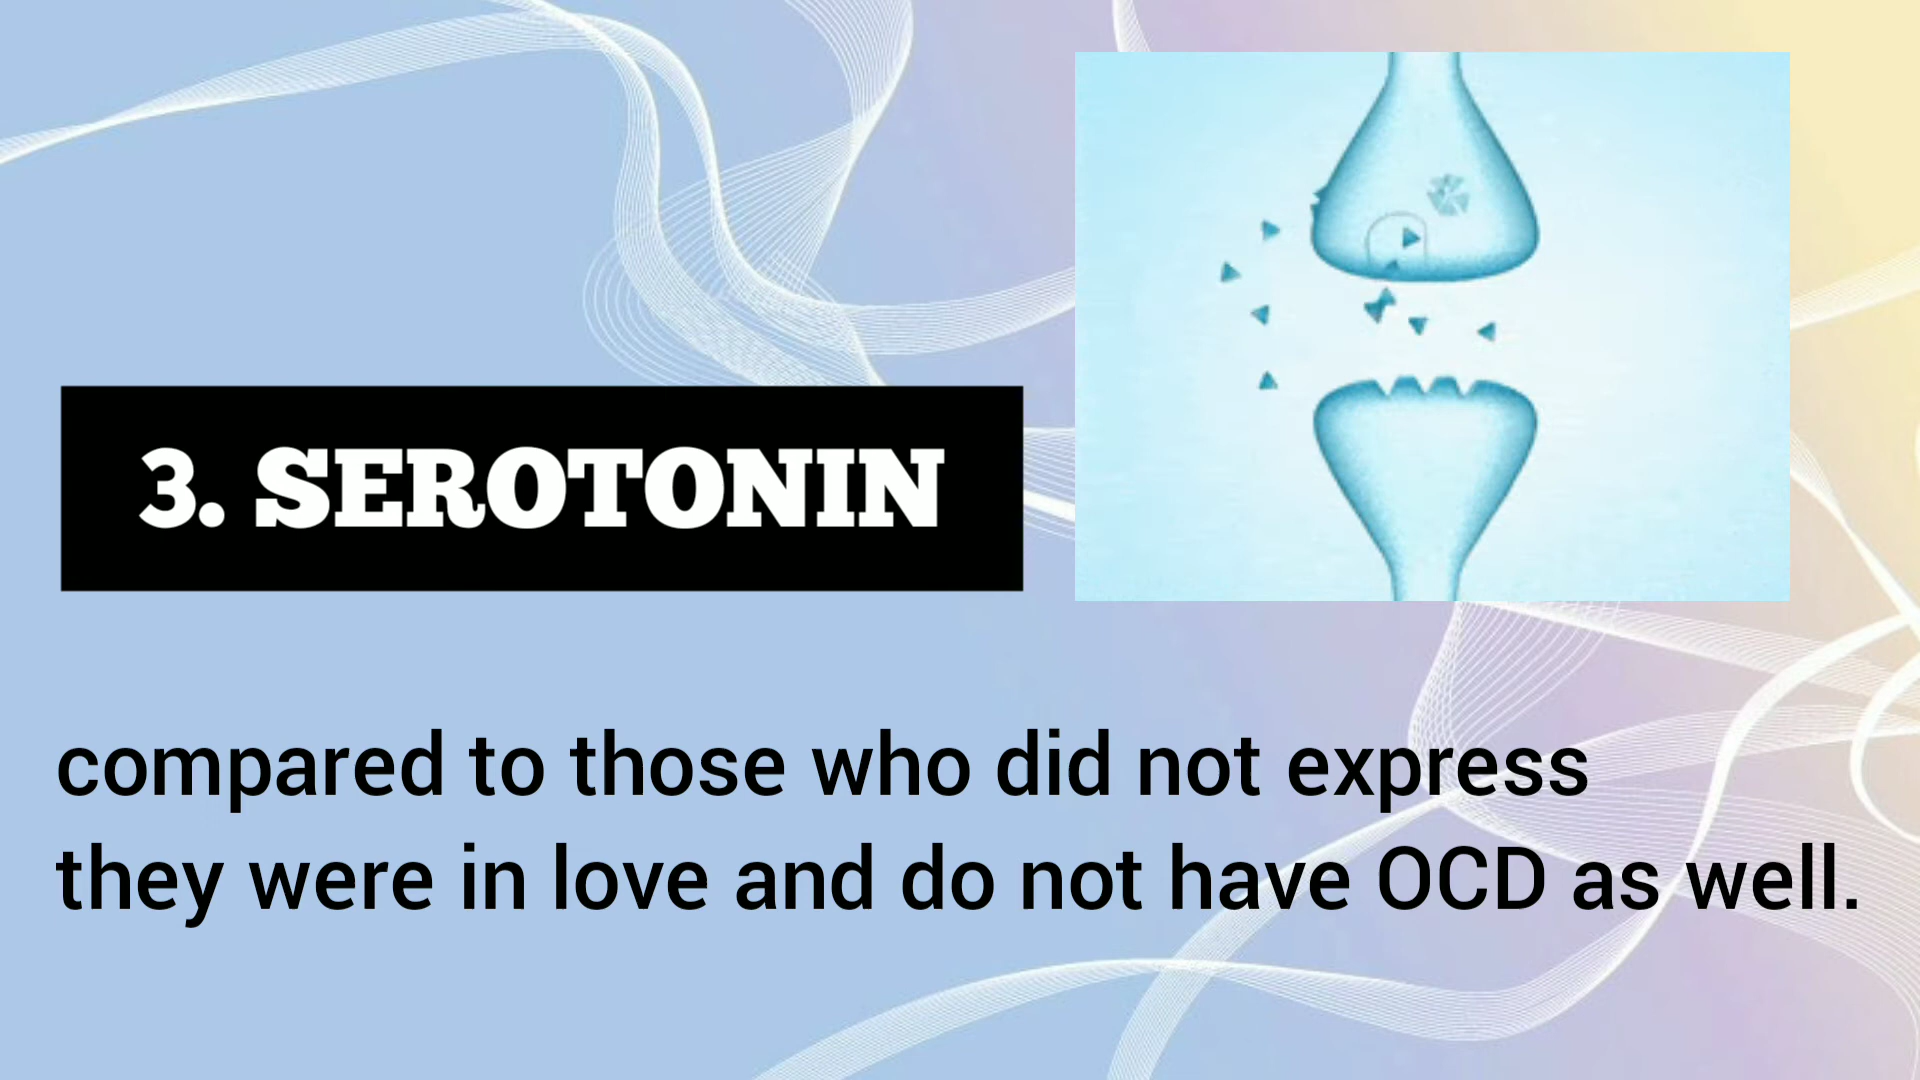 3. SEROTONIN
compared to those who did not express
they were in love and do not have OCD as well.